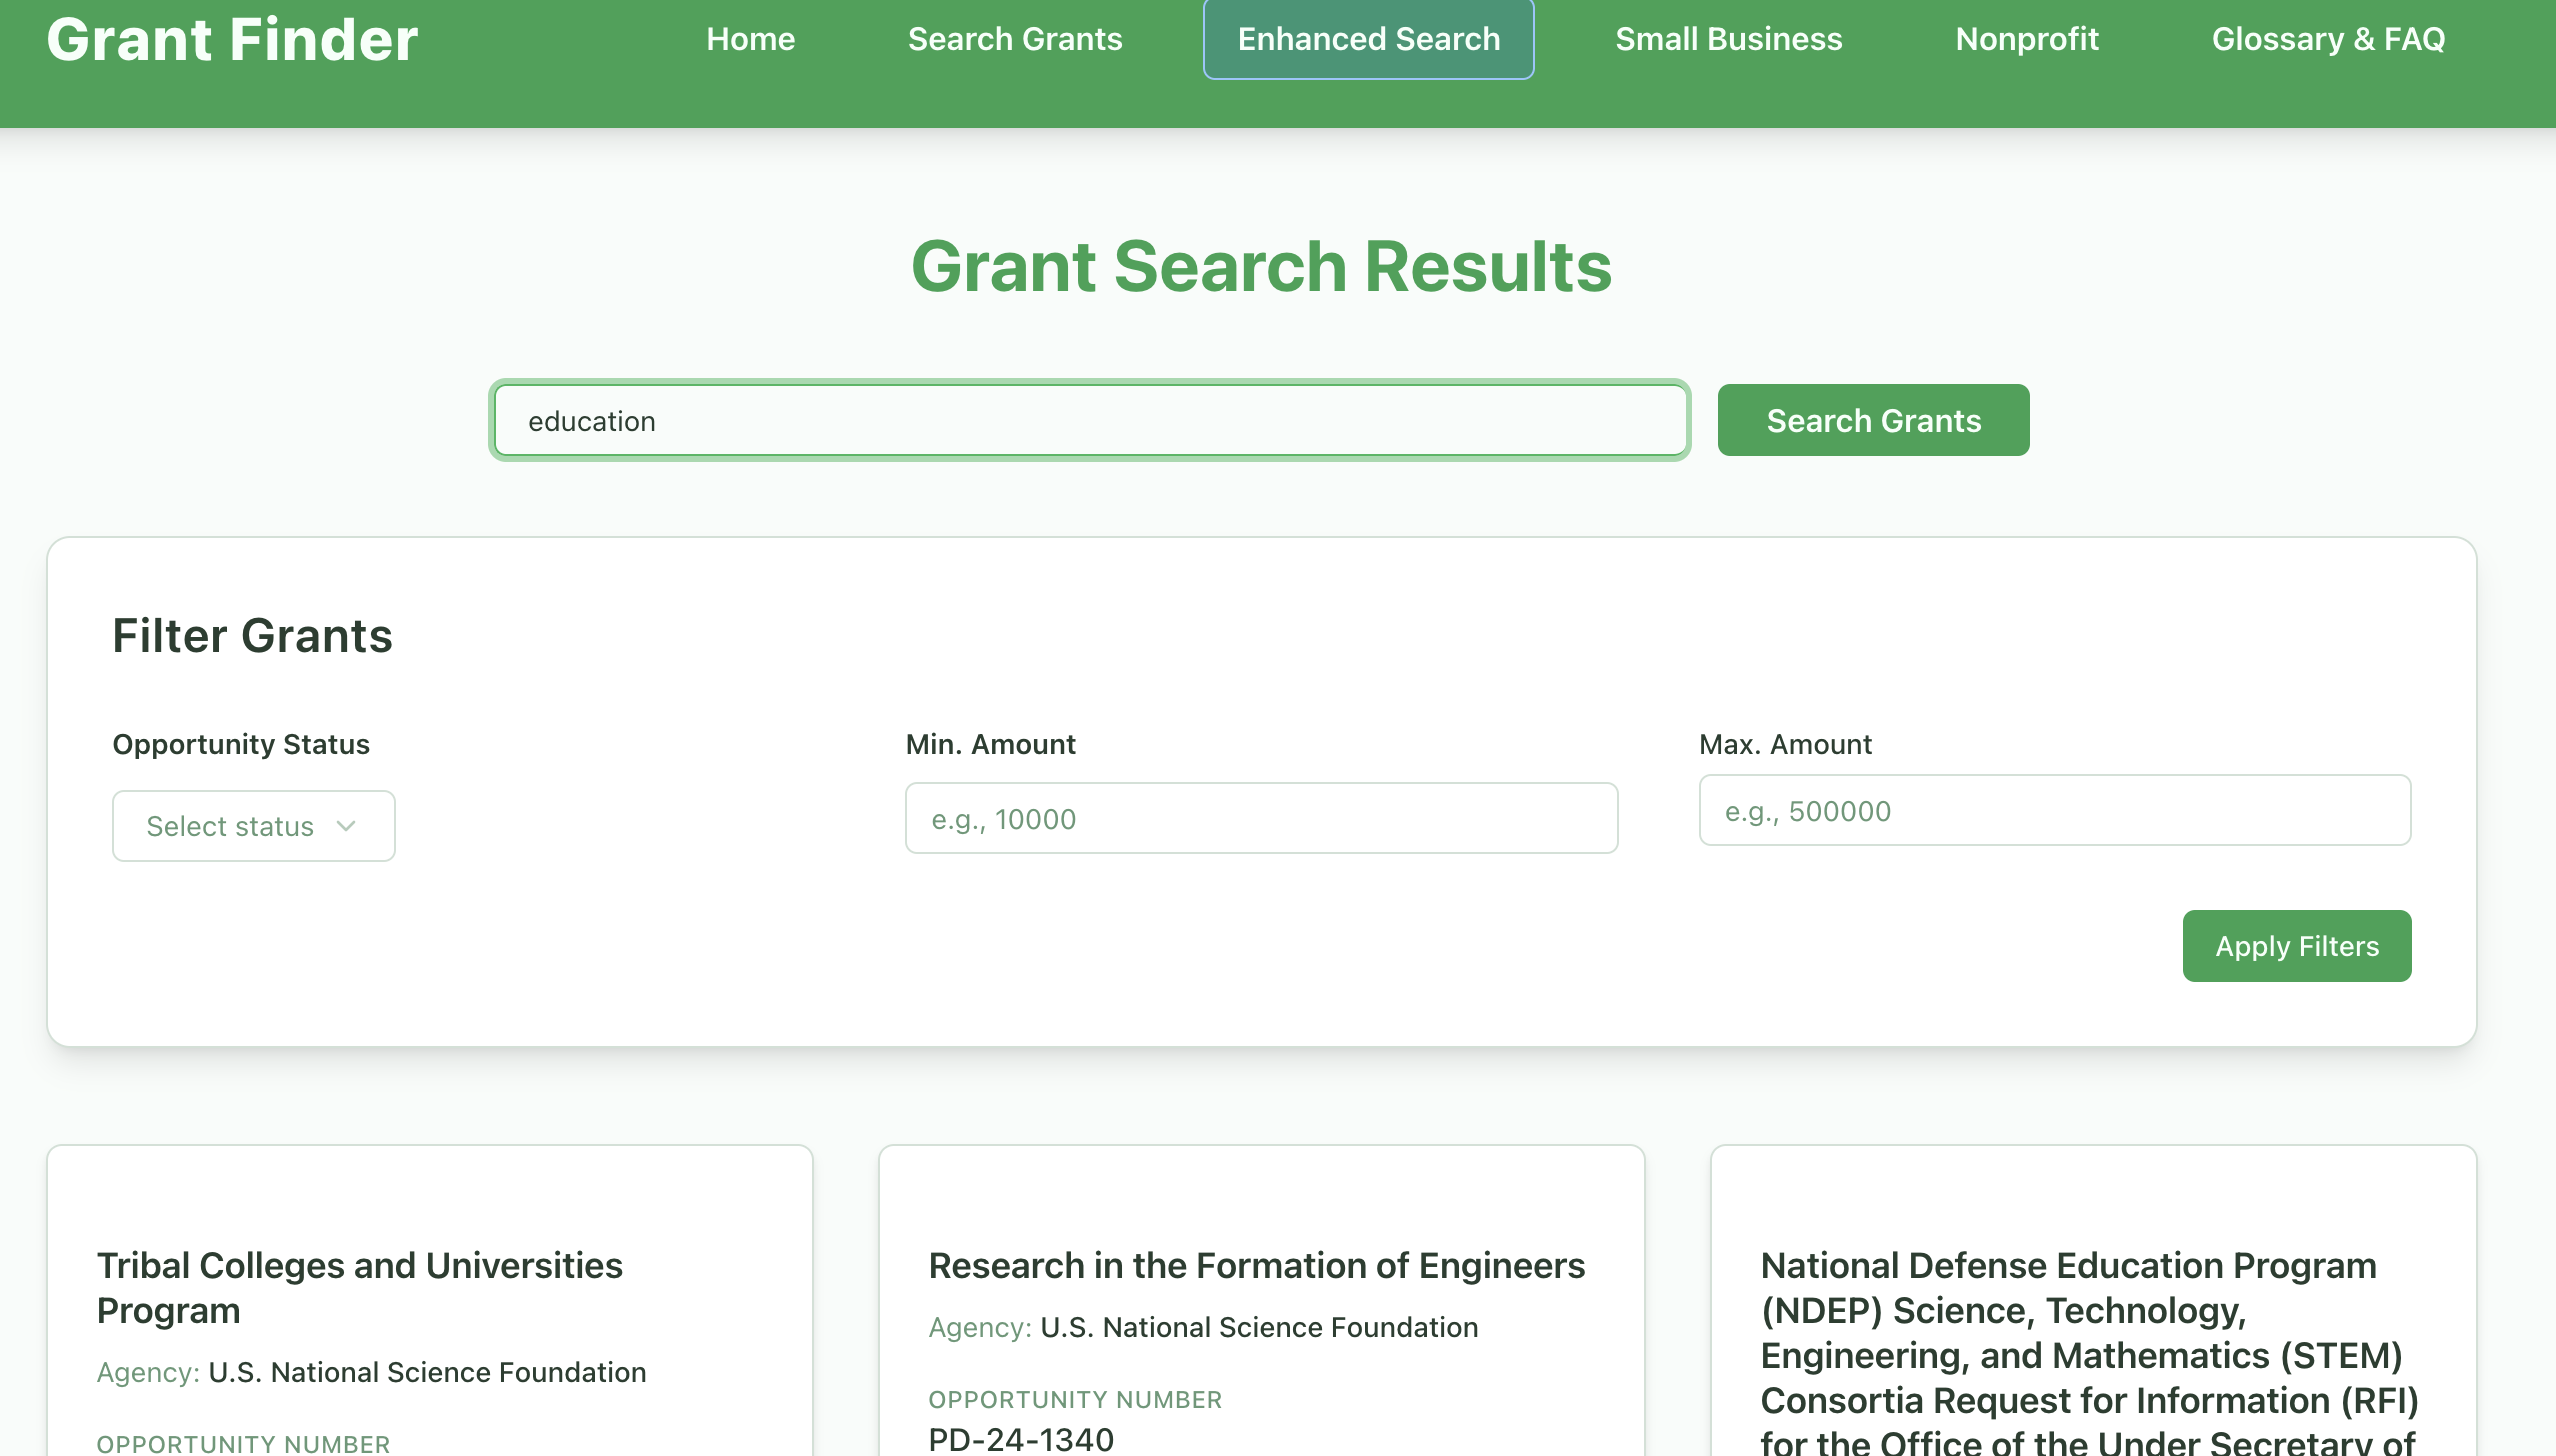 Grant Finder
Home
Search Grants
Enhanced Search
Small Business
Nonprofit
Glossary & FAQ
Grant Search Results
education
Search Grants
Filter Grants
Opportunity Status
Select status
Min. Amount
e.g., 10000
Max. Amount
e.g., 500000
Apply Filters
Tribal Colleges and Universities
Program
Agency: U.S. National Science Foundation
OPPORTUNITY NUMBER
Research in the Formation of Engineers
Agency: U.S. National Science Foundation
OPPORTUNITY NUMBER
PD-24-1340
National Defense Education Program
(NDEP) Science, Technology,
Engineering, and Mathematics (STEM)
Consortia Request for Information (RFI)
for the Office of the Under Secretary of